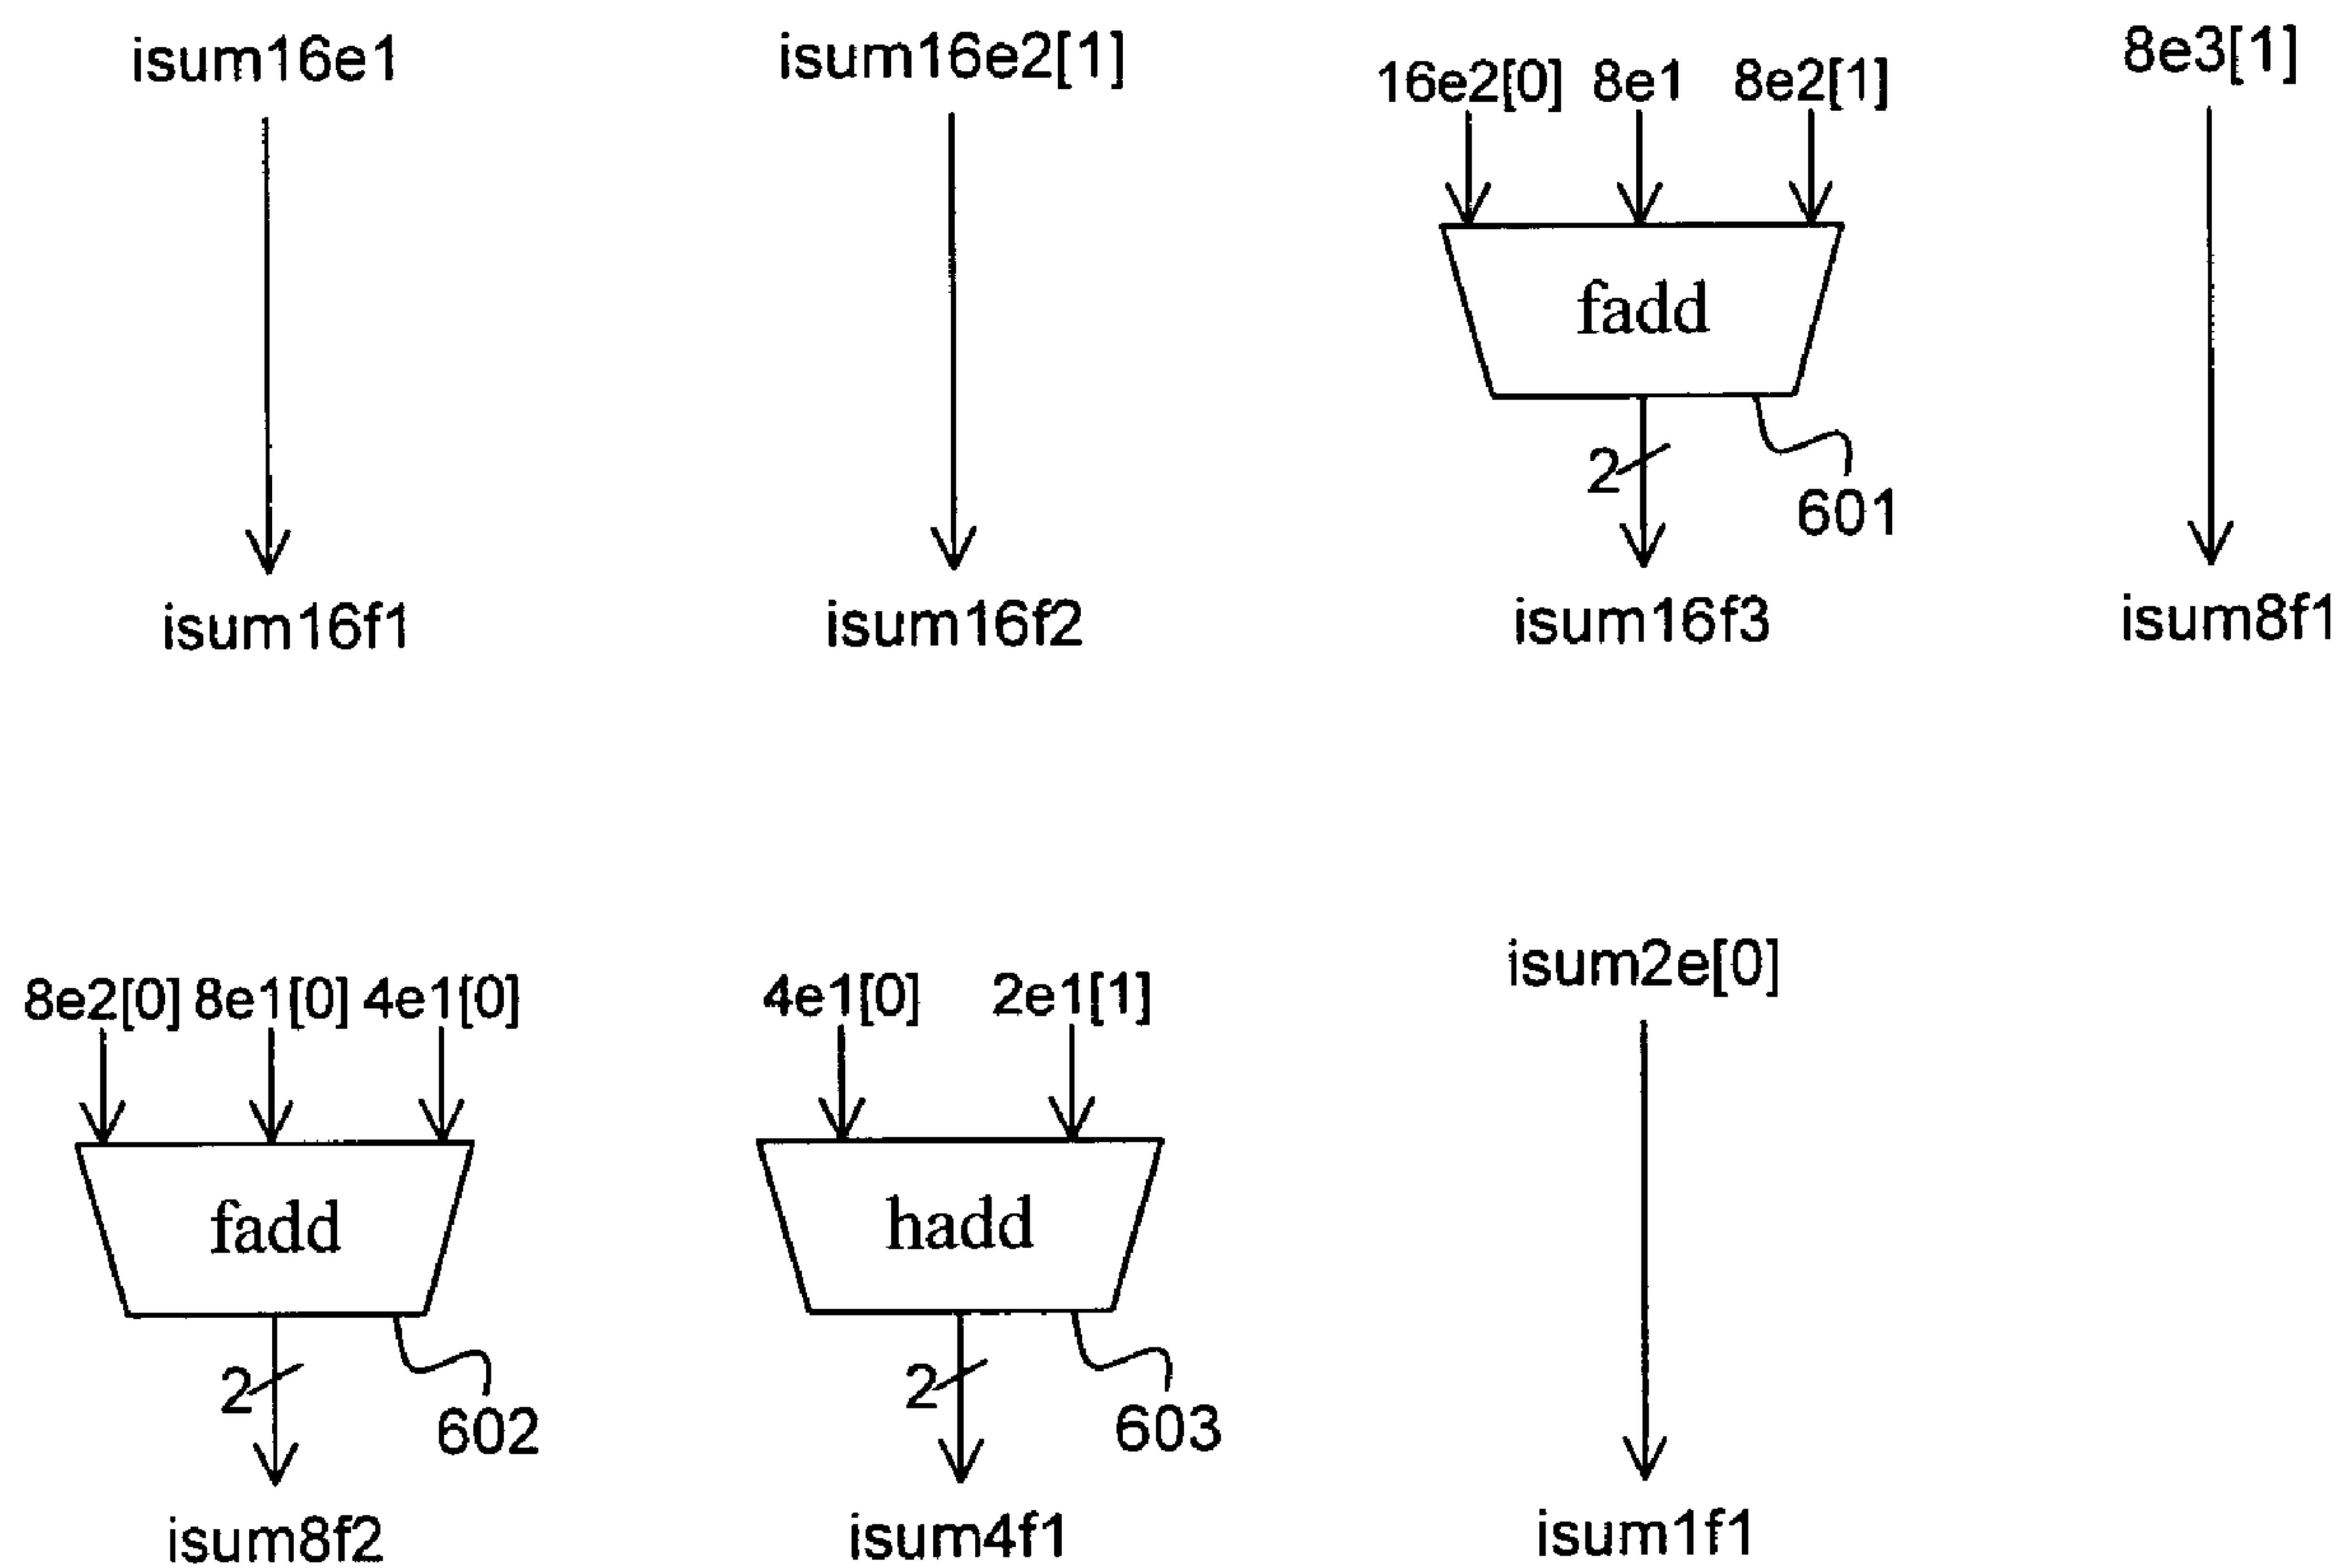 isum16e1
isum16e2[1]
16e2[0] 8e1 8e2[1]
8e3[1]
fadd
2
601
isum16f1
isum16f2
isum16f3
isum8f1
8e2[0] 8e1[0] 4e1[0]
4e1[0] 2e1[1]
isum2e[0]
fadd
hadd
2
602
2
603
isum8f2
isum4f1
isum1f1